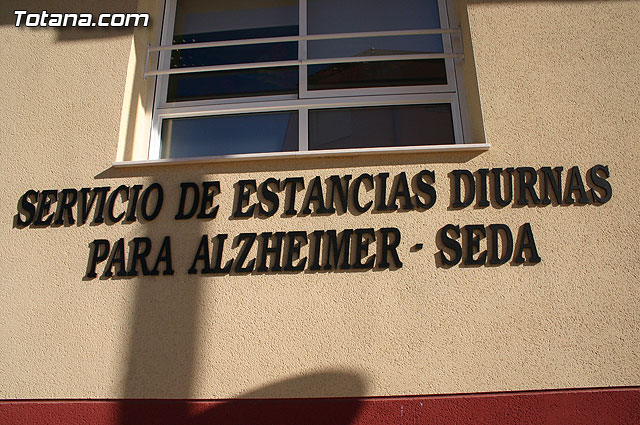 Totana.com
SERVICIO DE ESTANCIAS DIURNAS
PARA ALZHEIMER - SEDA